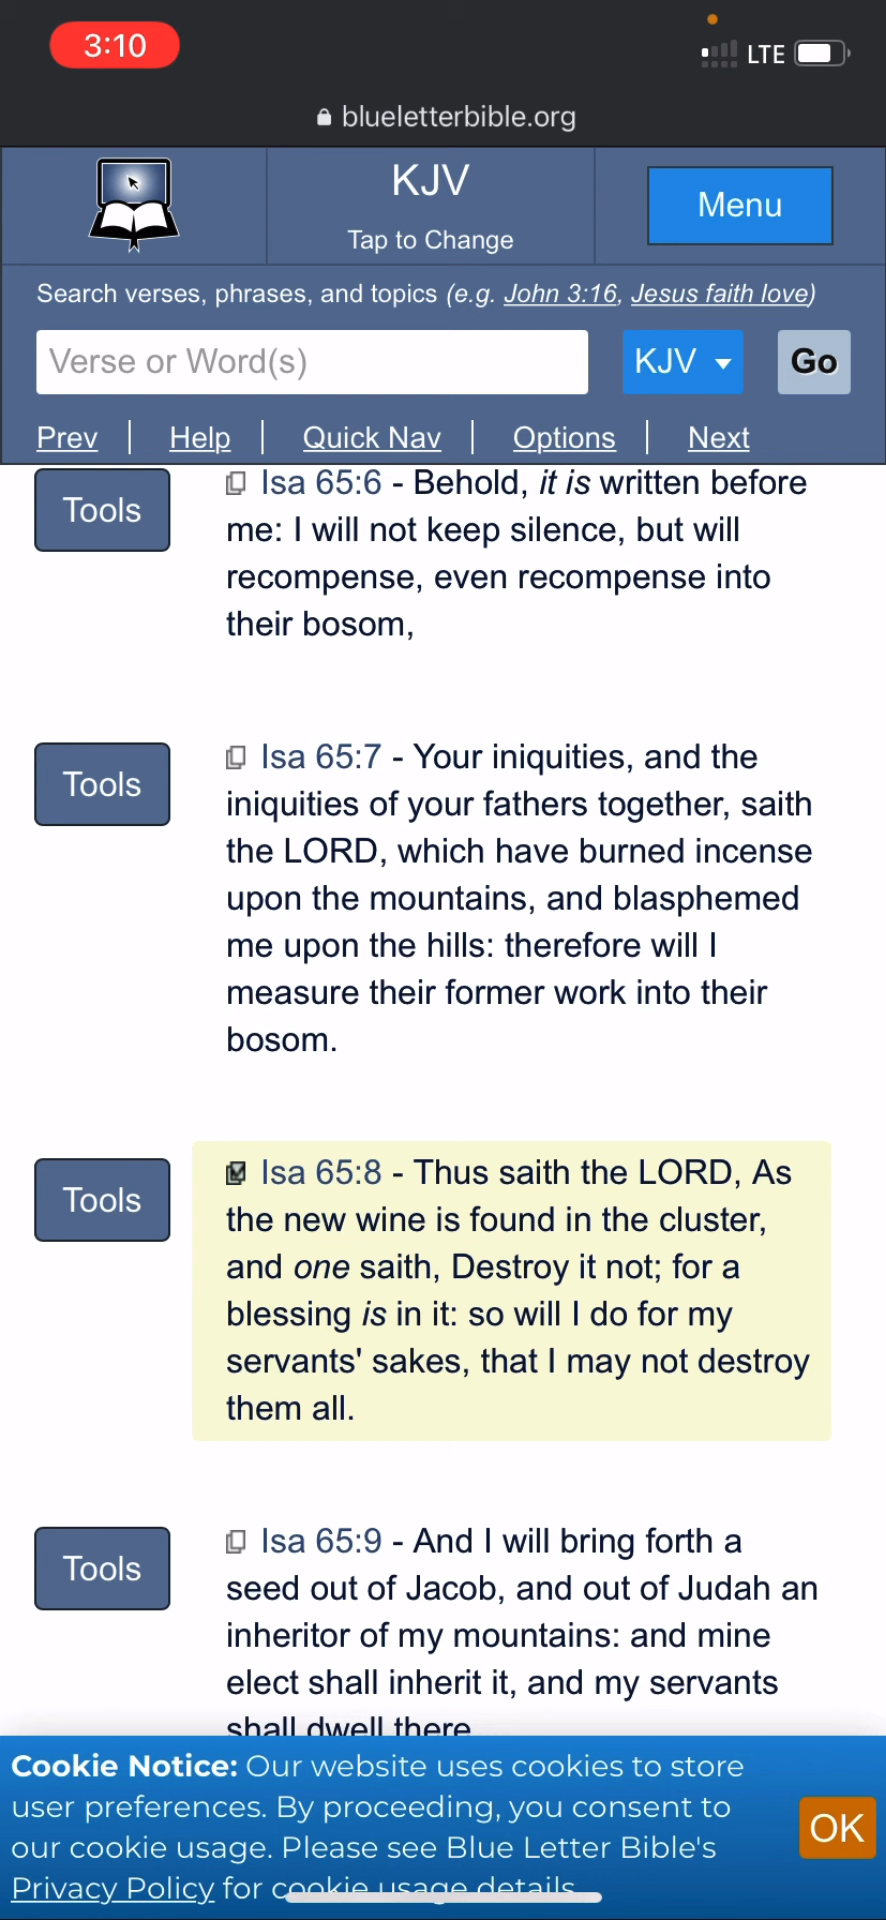 3:10
LTE
blueletterbible.org
KJV
Tap to Change
Menu
Search verses, phrases, and topics (e.g. John 3:16, Jesus faith love)
Verse or Word(s)
KJV
Go
Prev | Help | Quick Nav | Options | Next
Tools
Isa 65:6 - Behold, it is written before
me: I will not keep silence, but will
recompense, even recompense into
their bosom,
Tools
Isa 65:7 - Your iniquities, and the
iniquities of your fathers together, saith
the LORD, which have burned incense
upon the mountains, and blasphemed
me upon the hills: therefore will I
measure their former work into their
bosom.
Tools
Isa 65:8 - Thus saith the LORD, As
the new wine is found in the cluster,
and one saith, Destroy it not; for a
blessing is in it: so will I do for my
servants' sakes, that I may not destroy
them all.
Tools
Isa 65:9 - And I will bring forth a
seed out of Jacob, and out of Judah an
inheritor of my mountains: and mine
elect shall inherit it, and my servants
shall dwell there
Cookie Notice: Our website uses cookies to store
user preferences. By proceeding, you consent to
our cookie usage. Please see Blue Letter Bible's
Privacy Policy for cookie usage details
OK